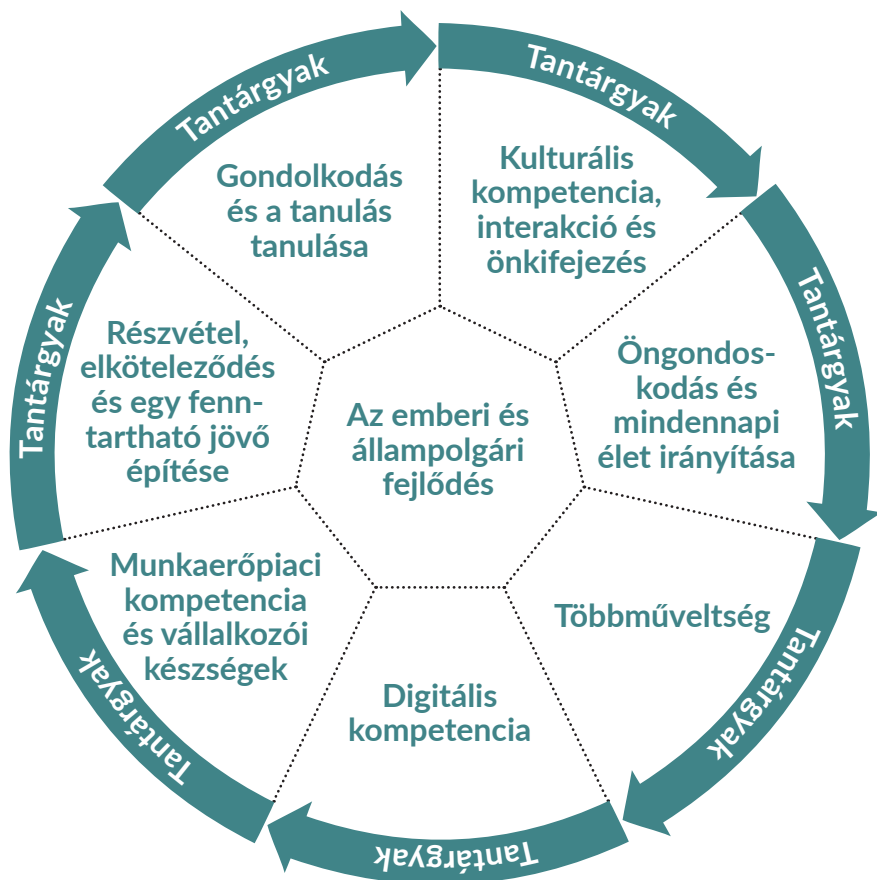 Tantárgyak
Tantárgyak
Gondolkodás
és a tanulás
tanulása
Kulturális
kompetencia,
interakció és
önkifejezés
Tantárgyak
Részvétel,
elköteleződés
és egy fenn-
tartható jövő
építése
Az emberi és
állampolgári
fejlődés
Öngondos-
kodás és
mindennapi
élet irányítása
Tantárgyak
Munkaerőpiaci
kompetencia
és vállalkozói
készségek
Többműveltség
Tantárgyak
Tantárgyak
Digitális
kompetencia
Tantárgyak